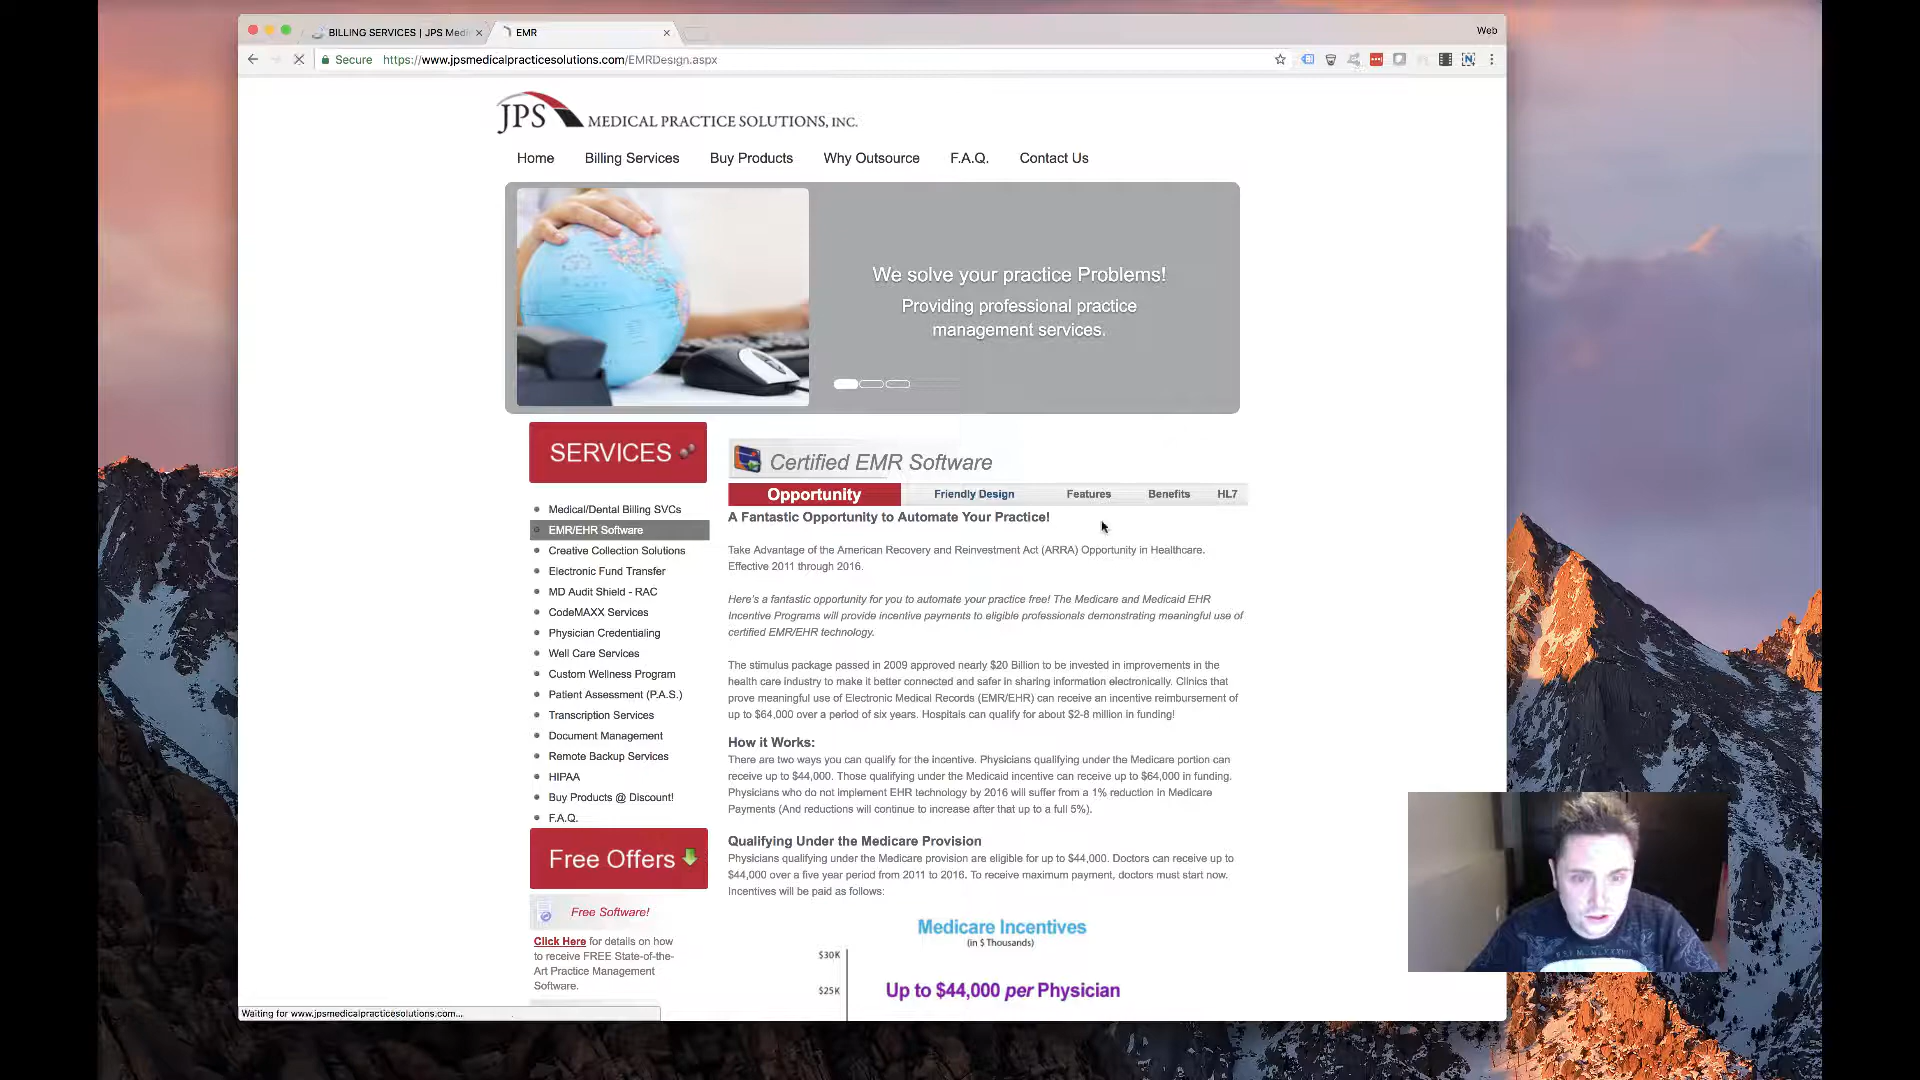 BILLING SERVICES | JPS Medi
EMR
Web
Secure https://www.jpsmedicalpracticesolutions.com/EMRDesign.aspx
JPS MEDICAL PRACTICE SOLUTIONS, INC.
Home Billing Services Buy Products Why Outsource F.A.Q. Contact Us
We solve your practice Problems!
Providing professional practice
management services.
SERVICES
Medical/Dental Billing SVCs
EMR/EHR Software
Creative Collection Solutions
Electronic Fund Transfer
MD Audit Shield - RAC
CodeMAXX Services
Physician Credentialing
Well Care Services
Custom Wellness Program
Patient Assessment (P.A.S.)
Transcription Services
Document Management
Remote Backup Services
HIPAA
Buy Products @ Discount!
F.A.Q.
Free Offers
Free Software!
Click Here for details on how
to receive FREE State-of-the-
Art Practice Management
Software.
Certified EMR Software
Opportunity Friendly Design Features Benefits HL7
A Fantastic Opportunity to Automate Your Practice!
Take Advantage of the American Recovery and Reinvestment Act (ARRA) Opportunity in Healthcare.
Effective 2011 through 2016.
Here's a fantastic opportunity for you to automate your practice free! The Medicare and Medicaid EHR
Incentive Programs will provide incentive payments to eligible professionals demonstrating meaningful use of
certified EMR/EHR technology.
The stimulus package passed in 2009 approved nearly $20 Billion to be invested in improvements in the
health care industry to make it better connected and safer in sharing information electronically. Clinics that
prove meaningful use of Electronic Medical Records (EMR/EHR) can receive an incentive reimbursement of
up to $64,000 over a period of six years. Hospitals can qualify for about $2-8 million in funding!
How it Works:
There are two ways you can qualify for the incentive. Physicians qualifying under the Medicare portion can
receive up to $44,000. Those qualifying under the Medicaid incentive can receive up to $64,000 in funding.
Physicians who do not implement EHR technology by 2016 will suffer from a 1% reduction in Medicare
Payments (And reductions will continue to increase after that up to a full 5%).
Qualifying Under the Medicare Provision
Physicians qualifying under the Medicare provision are eligible for up to $44,000. Doctors can receive up to
$44,000 over a five year period from 2011 to 2016. To receive maximum payment, doctors must start now.
Incentives will be paid as follows:
Medicare Incentives
(in $ Thousands)
$30K
$25K
Up to $44,000 per Physician
Waiting for www.jpsmedicalpracticesolutions.com...